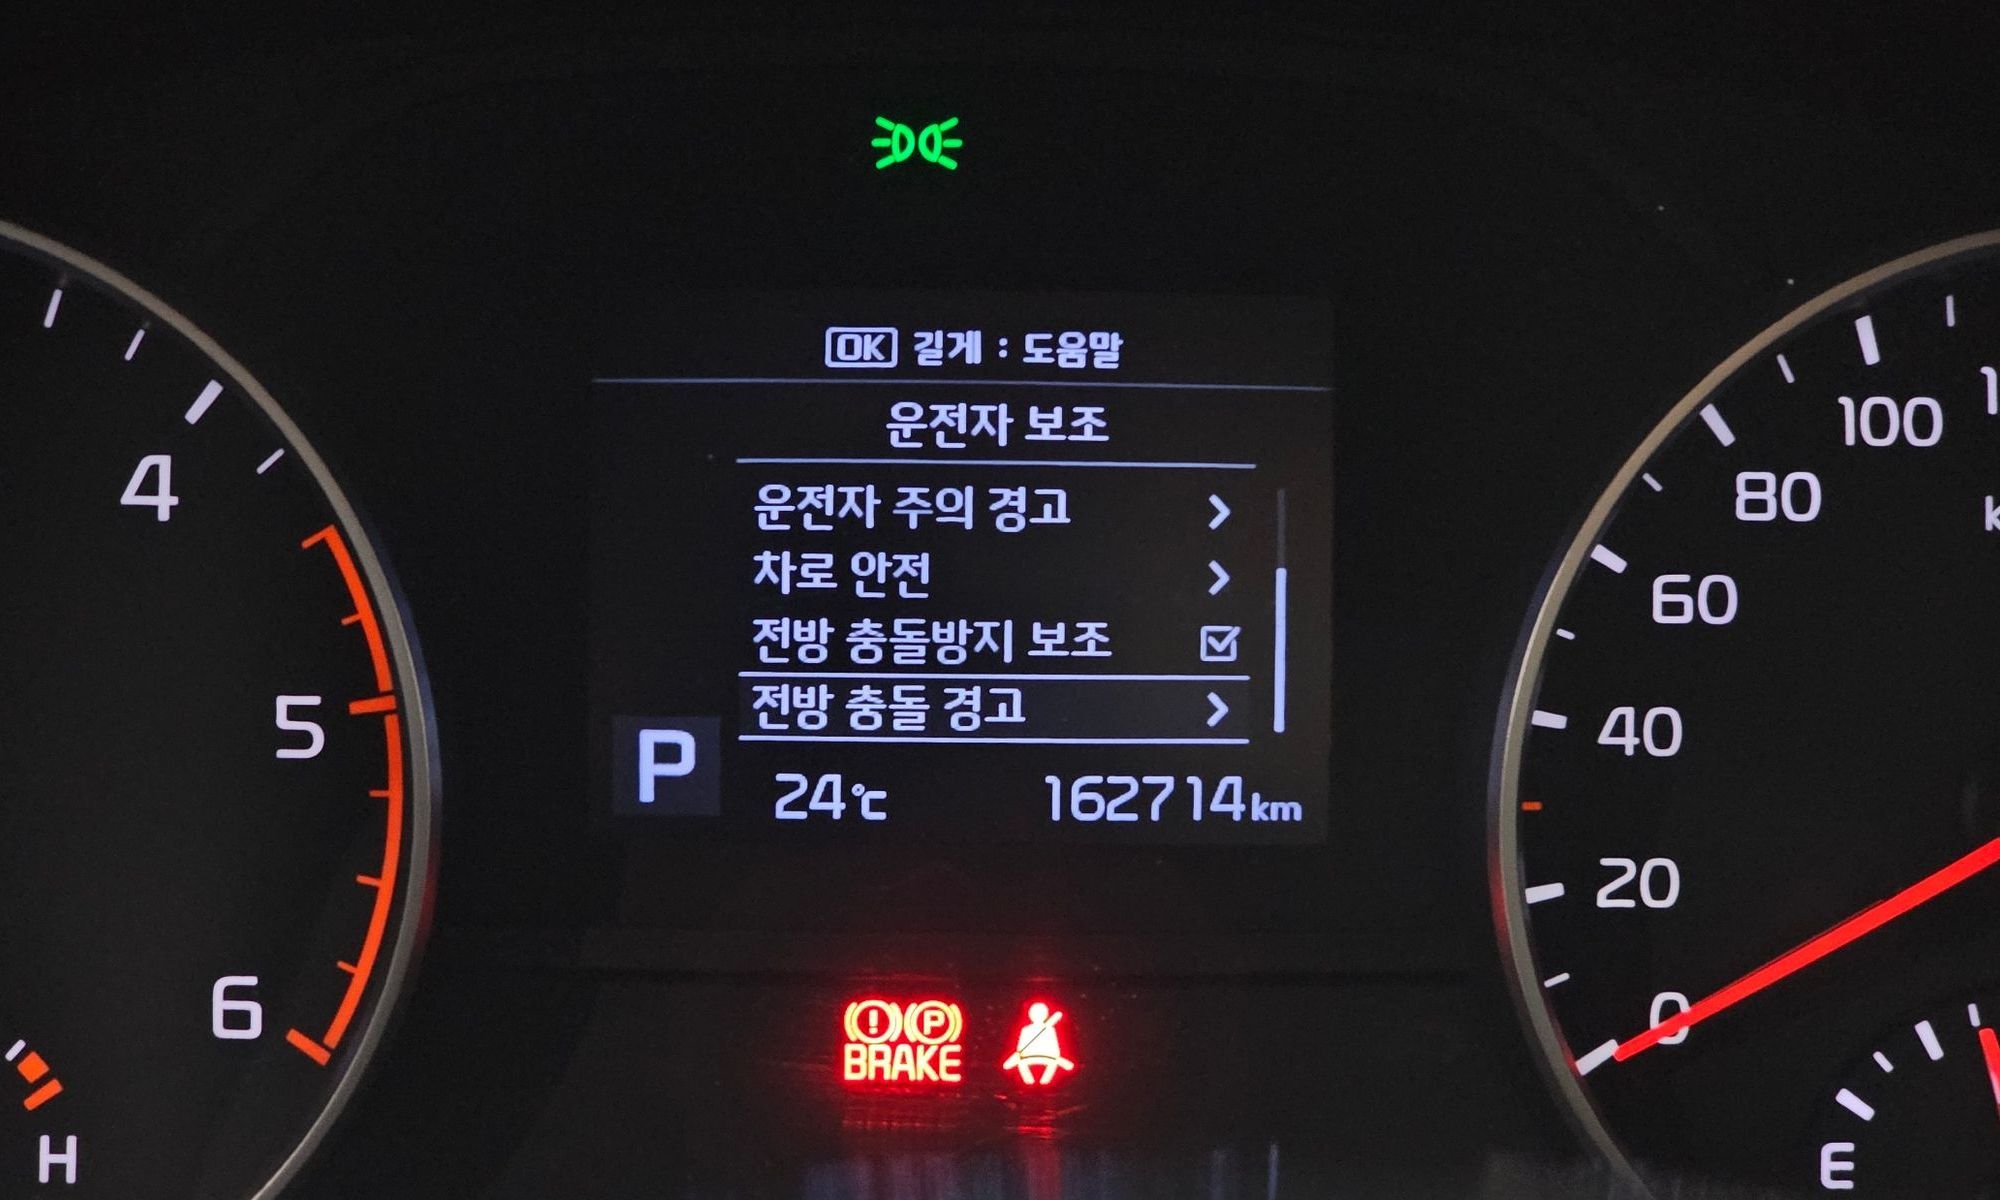 OK 길게 : 도움말
운전자 보조
운전자 주의 경고
차로 안전
전방 충돌방지 보조
전방 충돌 경고
P
24℃ 162714km
4
5
6
H
100
80
60
40
20
0
E
BRAKE